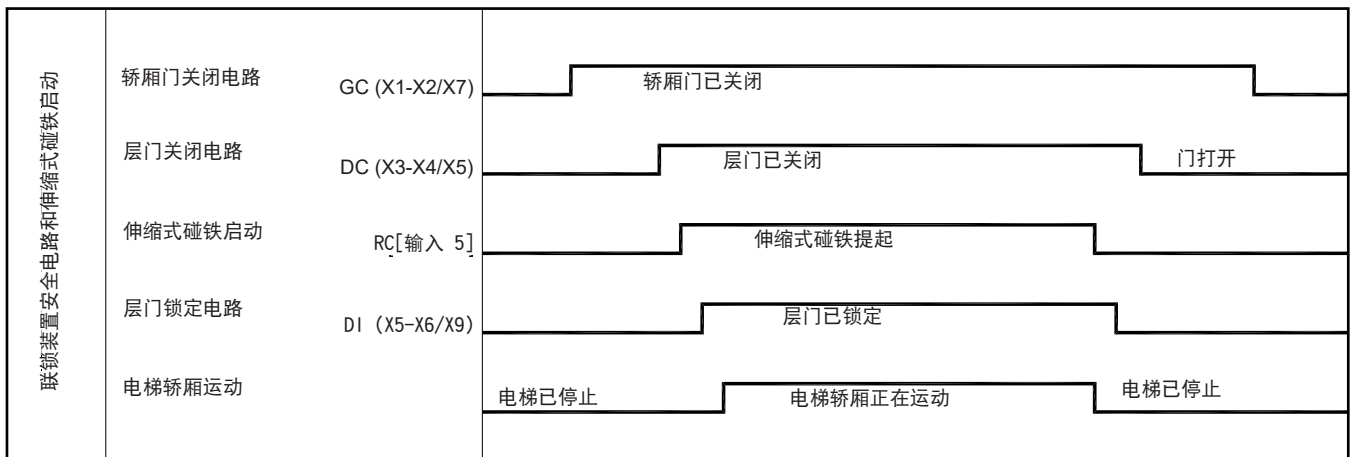 联锁装置安全电路和伸缩式碰铁启动
轿厢门关闭电路 GC (X1-X2/X7) 轿厢门已关闭
层门关闭电路 DC (X3-X4/X5) 层门已关闭 门打开
伸缩式碰铁启动 RC[输入 5] 伸缩式碰铁提起
层门锁定电路 DI (X5-X6/X9) 层门已锁定
电梯轿厢运动 电梯已停止 电梯轿厢正在运动 电梯已停止